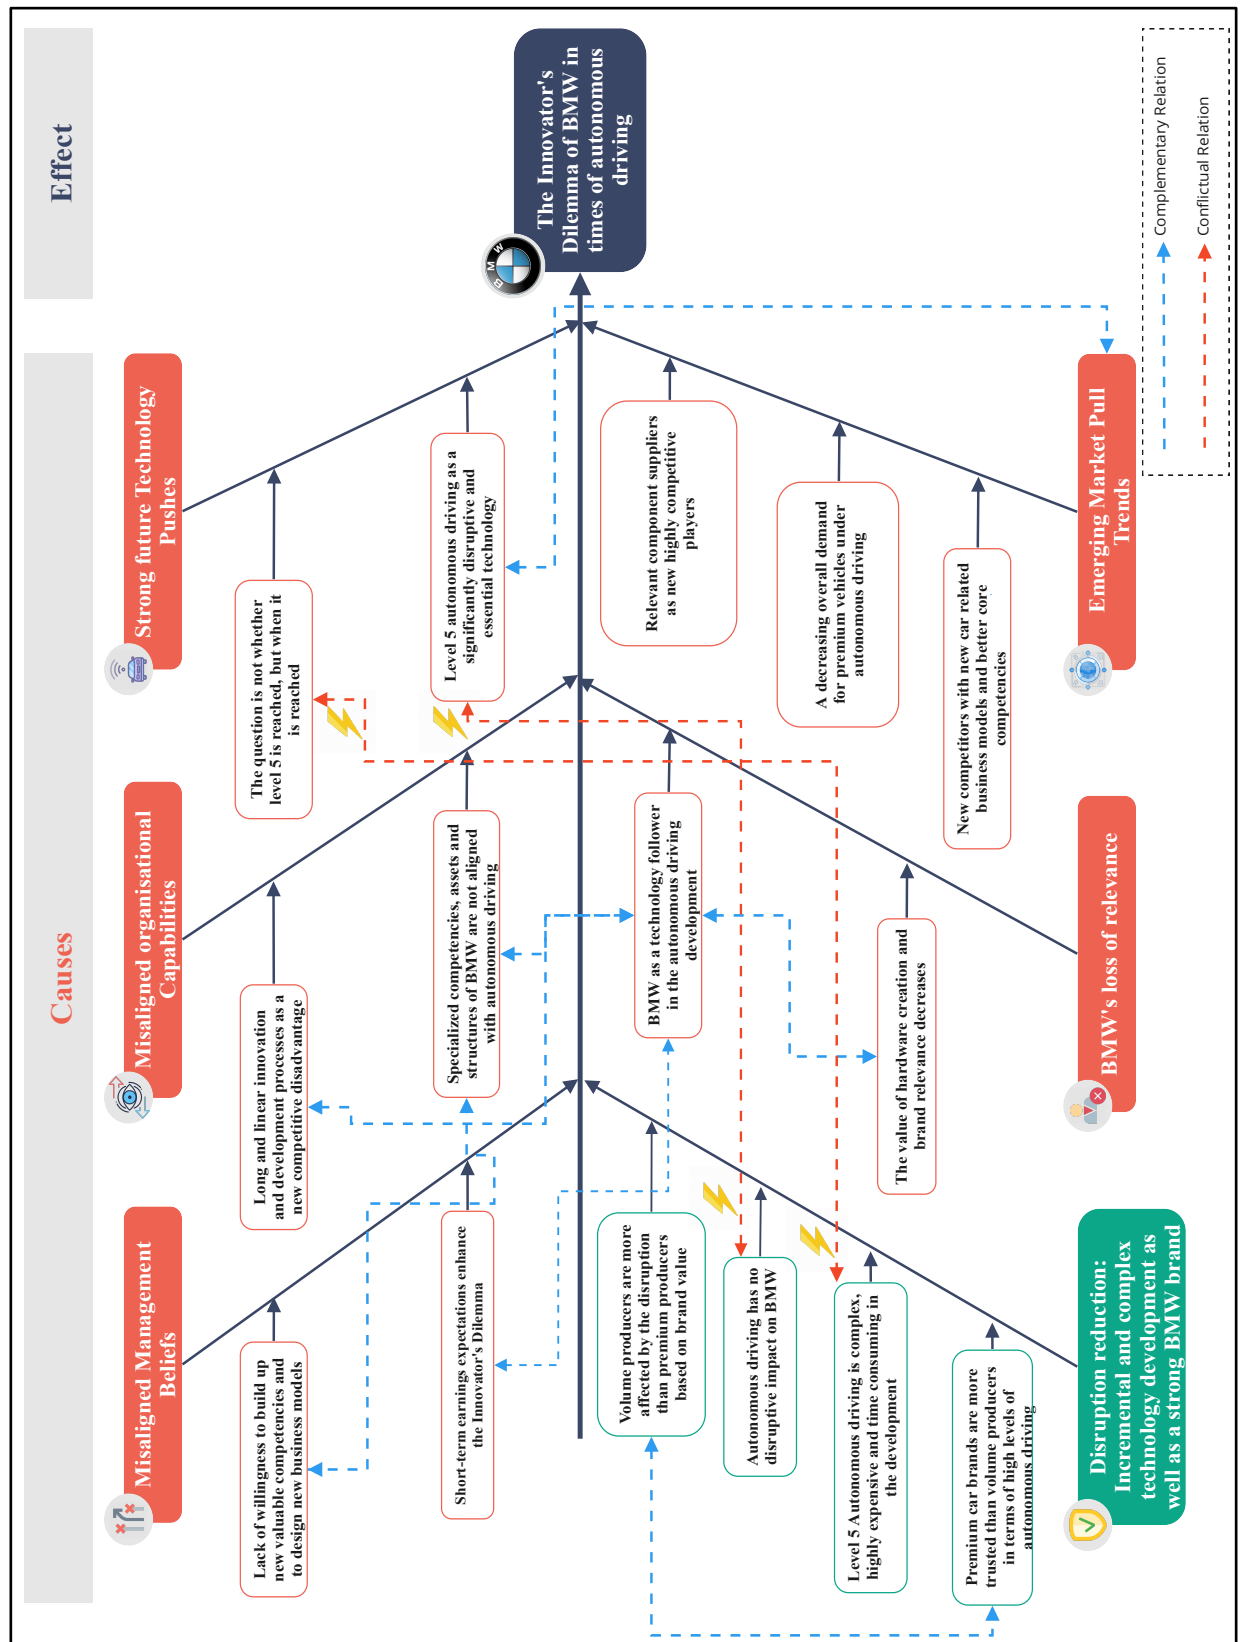 Causes
Effect
Misaligned Management
Beliefs
Misaligned organisational
Capabilities
Strong future Technology
Pushes
Lack of willingness to build up
new valuable competencies and
to design new business models
Long and linear innovation
and development processes as a
new competitive disadvantage
The question is not whether
level 5 is reached, but when it
is reached
Short-term earnings expectations enhance
the Innovator's Dilemma
Specialized competencies, assets and
structures of BMW are not aligned
with autonomous driving
Level 5 autonomous driving as a
significantly disruptive and
essential technology
BMW
The Innovator's
Dilemma of BMW in
times of autonomous
driving
Volume producers are more
affected by the disruption
than premium producers
based on brand value
BMW as a technology follower
in the autonomous driving
development
Relevant component suppliers
as new highly competitive
players
Autonomous driving has no
disruptive impact on BMW
A decreasing overall demand
for premium vehicles under
autonomous driving
Level 5 Autonomous driving is complex,
highly expensive and time consuming in
the development
The value of hardware creation and
brand relevance decreases
New competitors with new car related
business models and better core
competencies
Premium car brands are more
trusted than volume producers
in terms of high levels of
autonomous driving
Disruption reduction:
Incremental and complex
technology development as
well as a strong BMW brand
BMW's loss of relevance
Emerging Market Pull
Trends
Complementary Relation
Conflictual Relation